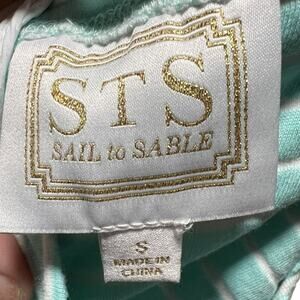 STS
SAIL to SABLE
S
MADE IN
CHINA